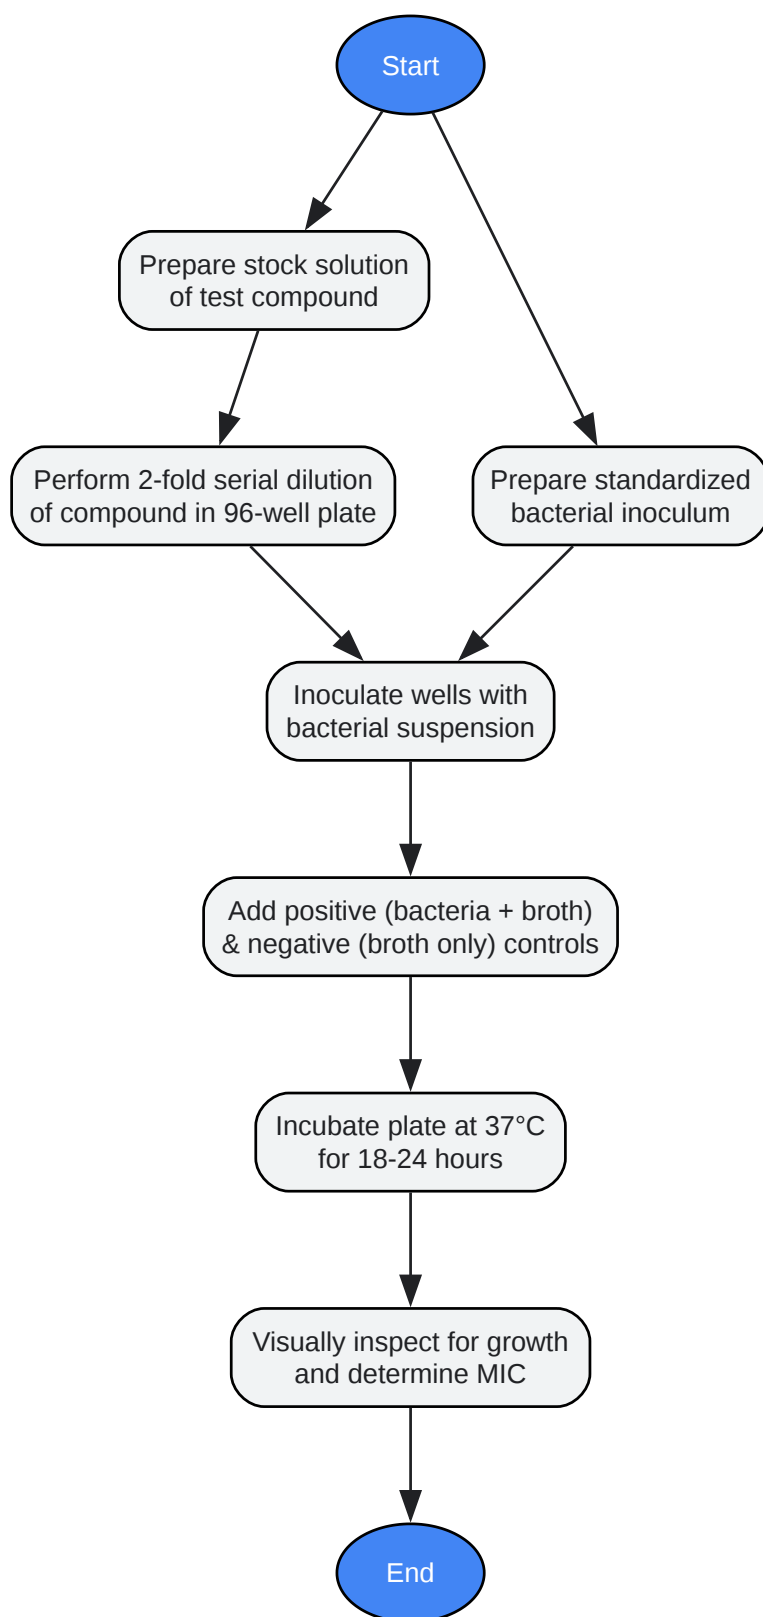 Start
Prepare stock solution
of test compound
Perform 2-fold serial dilution
of compound in 96-well plate
Prepare standardized
bacterial inoculum
Inoculate wells with
bacterial suspension
Add positive (bacteria + broth)
& negative (broth only) controls
Incubate plate at 37°C
for 18-24 hours
Visually inspect for growth
and determine MIC
End